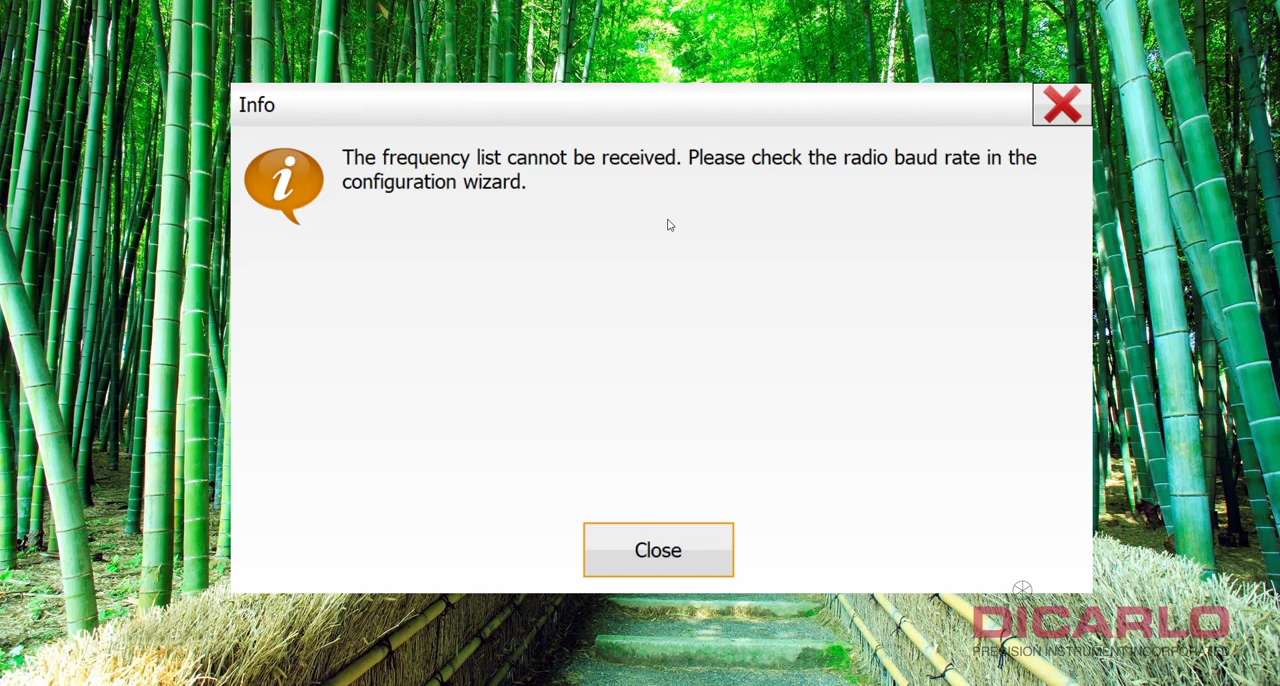 Info
The frequency list cannot be received. Please check the radio baud rate in the
configuration wizard.
Close
DICARLO
PRECISION INSTRUMENT INCORPORATED